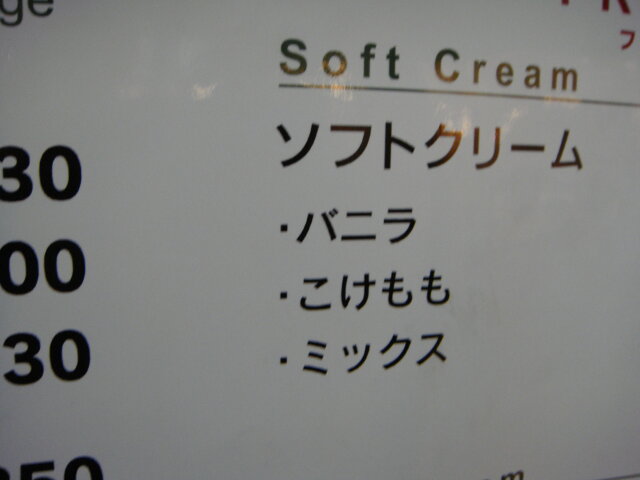 Soft Cream
ソフトクリーム
・バニラ
・こけもも
・ミックス
30
00
30